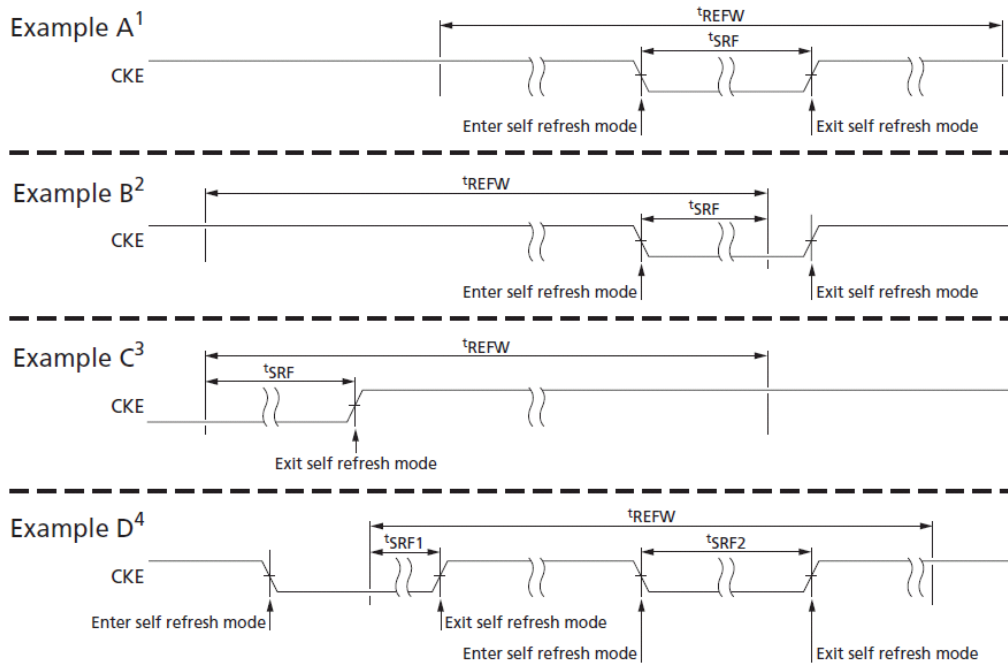 Example A¹
ᵗREFW
ᵗSRF
CKE
Enter self refresh mode
Exit self refresh mode
Example B²
ᵗREFW
ᵗSRF
CKE
Enter self refresh mode
Exit self refresh mode
Example C³
ᵗREFW
ᵗSRF
CKE
Exit self refresh mode
Example D⁴
ᵗREFW
ᵗSRF1
ᵗSRF2
CKE
Enter self refresh mode
Exit self refresh mode
Enter self refresh mode
Exit self refresh mode